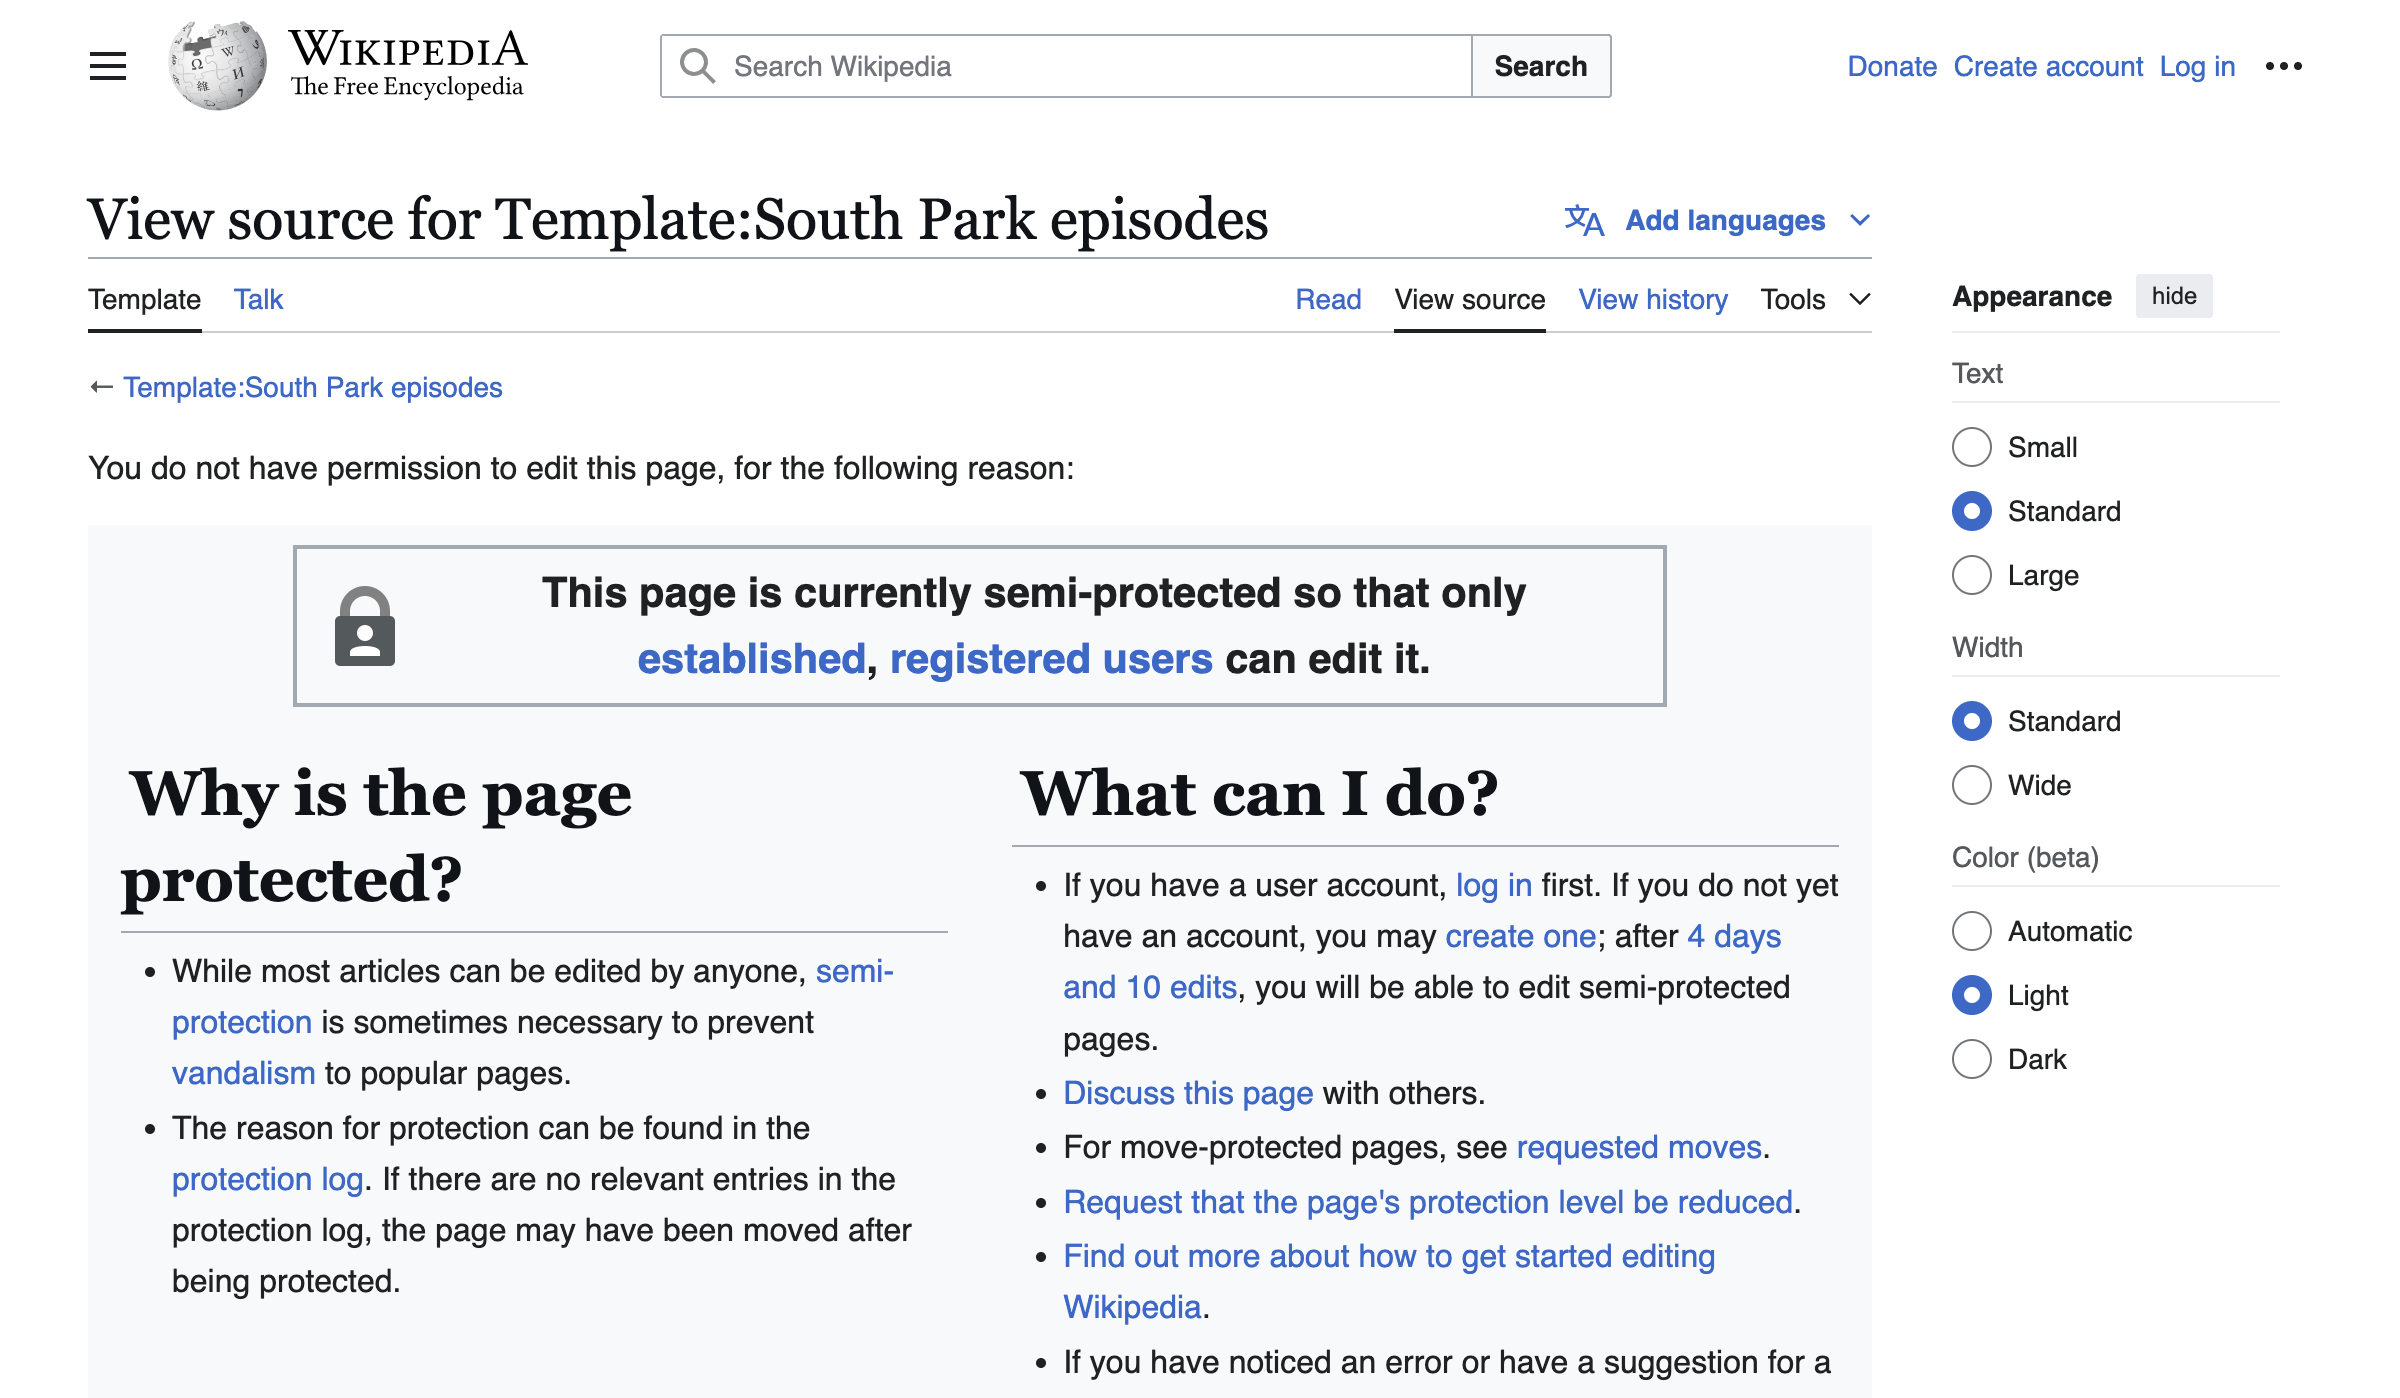 WIKIPEDIA
The Free Encyclopedia
Search Wikipedia
Search
Donate Create account Log in
View source for Template:South Park episodes
Add languages
Template Talk
Read View source View history Tools
← Template:South Park episodes
You do not have permission to edit this page, for the following reason:
This page is currently semi-protected so that only
established, registered users can edit it.
Why is the page
protected?
• While most articles can be edited by anyone, semi-
protection is sometimes necessary to prevent
vandalism to popular pages.
• The reason for protection can be found in the
protection log. If there are no relevant entries in the
protection log, the page may have been moved after
being protected.
What can I do?
• If you have a user account, log in first. If you do not yet
have an account, you may create one; after 4 days
and 10 edits, you will be able to edit semi-protected
pages.
• Discuss this page with others.
• For move-protected pages, see requested moves.
• Request that the page's protection level be reduced.
• Find out more about how to get started editing
Wikipedia.
• If you have noticed an error or have a suggestion for a
Appearance hide
Text
Small
Standard
Large
Width
Standard
Wide
Color (beta)
Automatic
Light
Dark